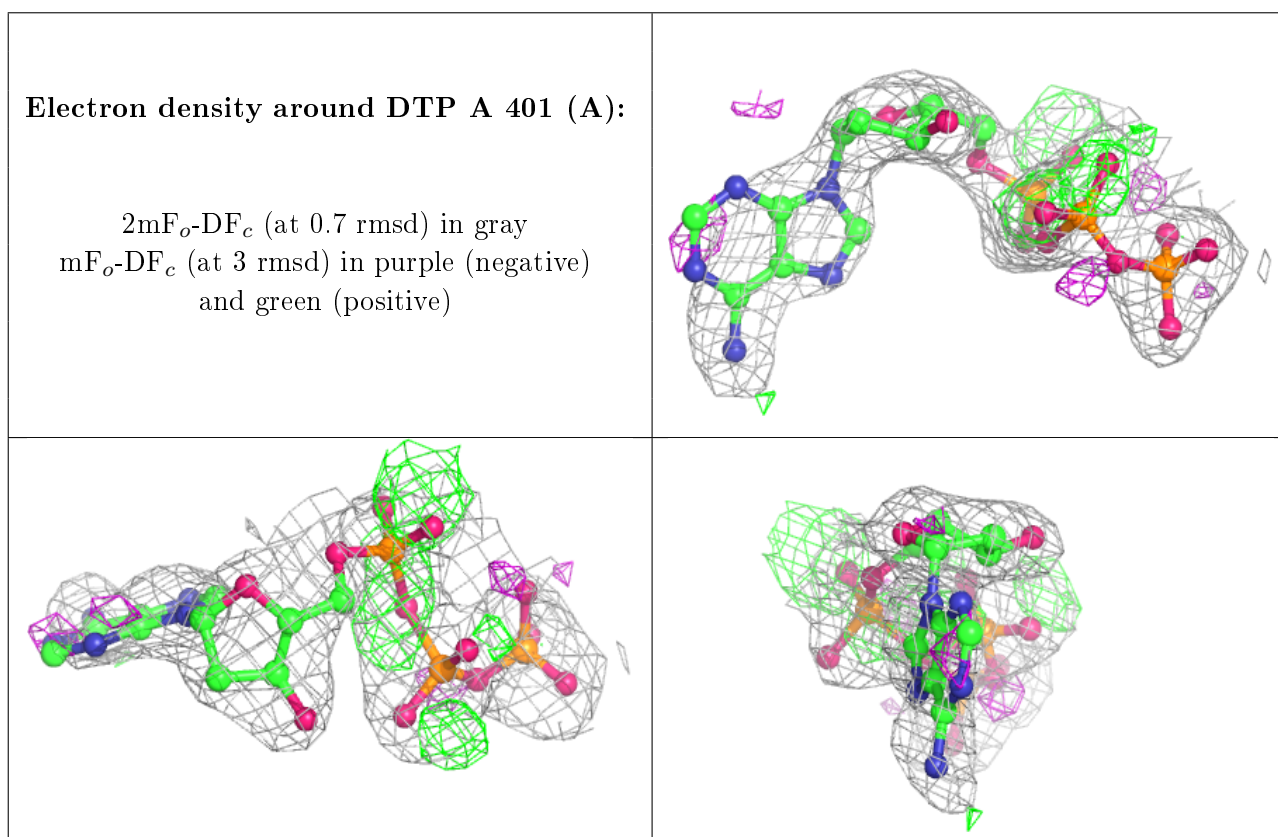 Electron density around DTP A 401 (A):
2mFo-DFc (at 0.7 rmsd) in gray
mFo-DFc (at 3 rmsd) in purple (negative)
and green (positive)